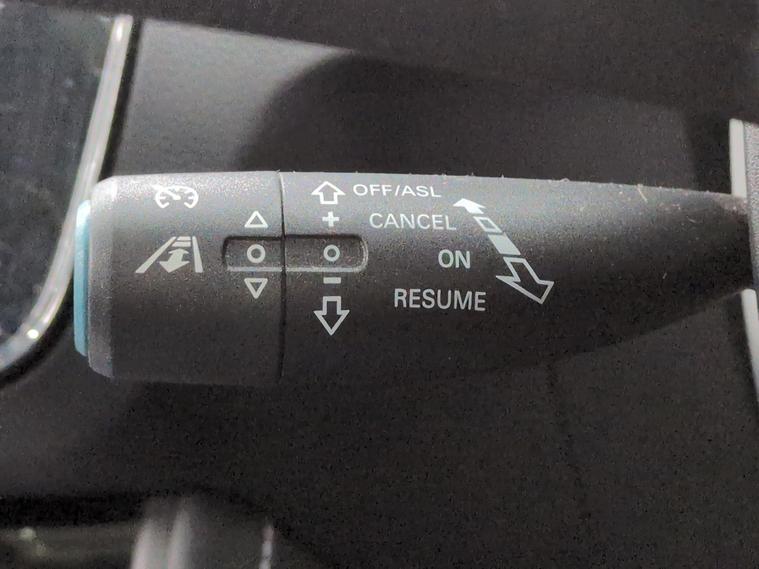 OFF/ASL
+
CANCEL
ON
-
RESUME